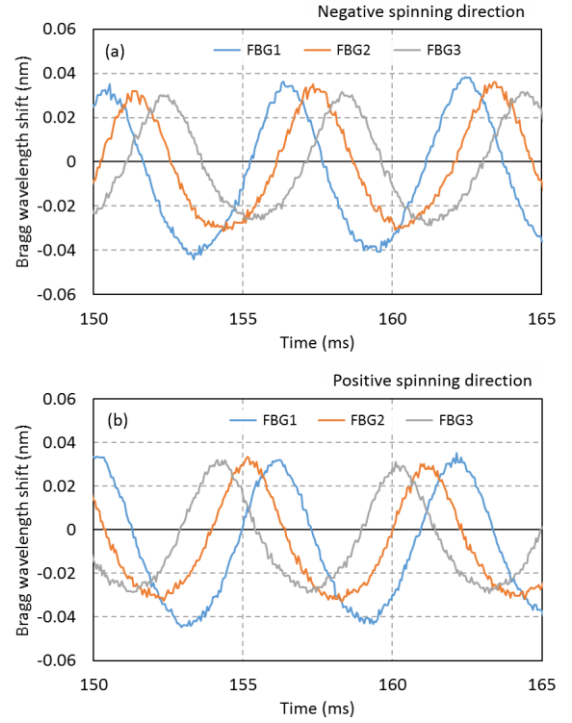 Negative spinning direction
(a)
FBG1 FBG2 FBG3
Bragg wavelength shift (nm)
0.06
0.04
0.02
0
-0.02
-0.04
-0.06
150 155 160 165
Time (ms)
Positive spinning direction
(b)
FBG1 FBG2 FBG3
Bragg wavelength shift (nm)
0.06
0.04
0.02
0
-0.02
-0.04
-0.06
150 155 160 165
Time (ms)